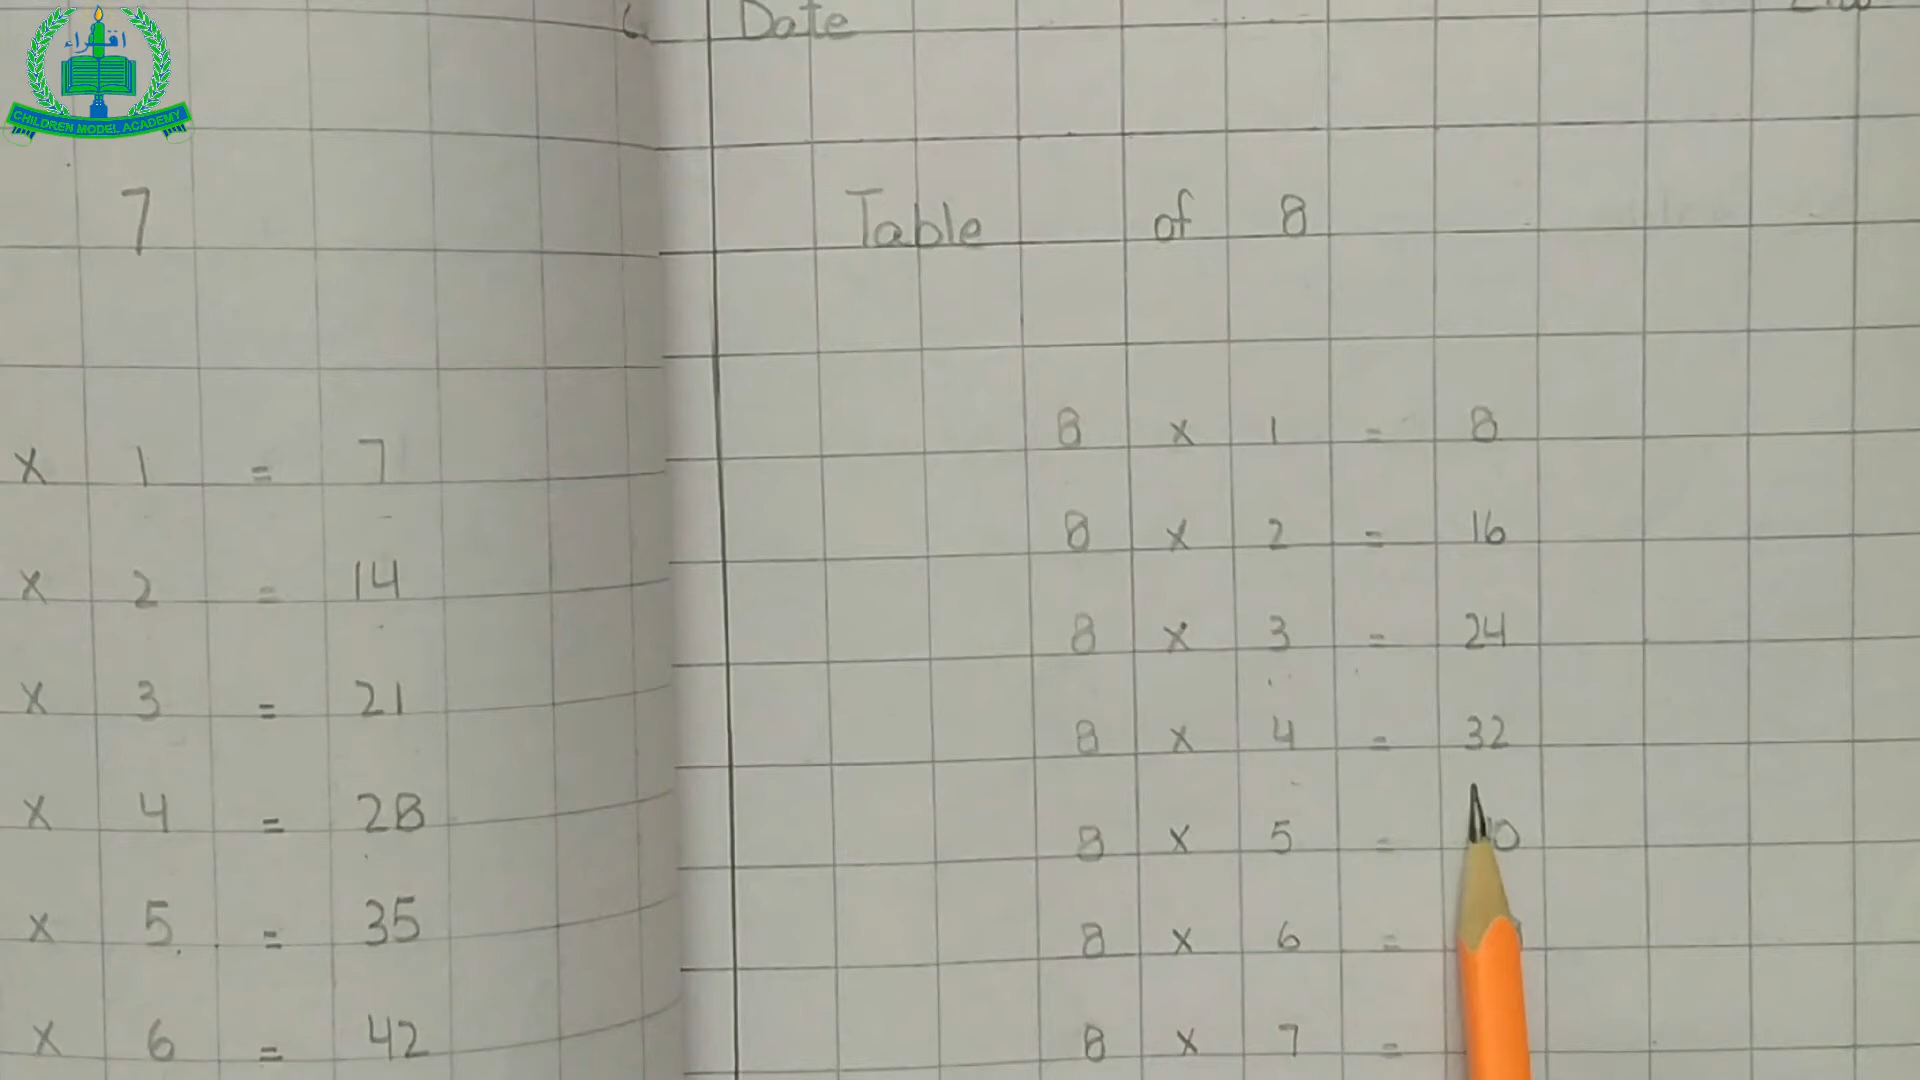 اقراء
CHILDREN MODEL ACADEMY
7
x 1 = 7
x 2 = 14
x 3 = 21
x 4 = 28
x 5 = 35
x 6 = 42
Date
Table of 8
8 x 1 = 8
8 x 2 = 16
8 x 3 = 24
8 x 4 = 32
8 x 5 =
8 x 6 =
8 x 7 =